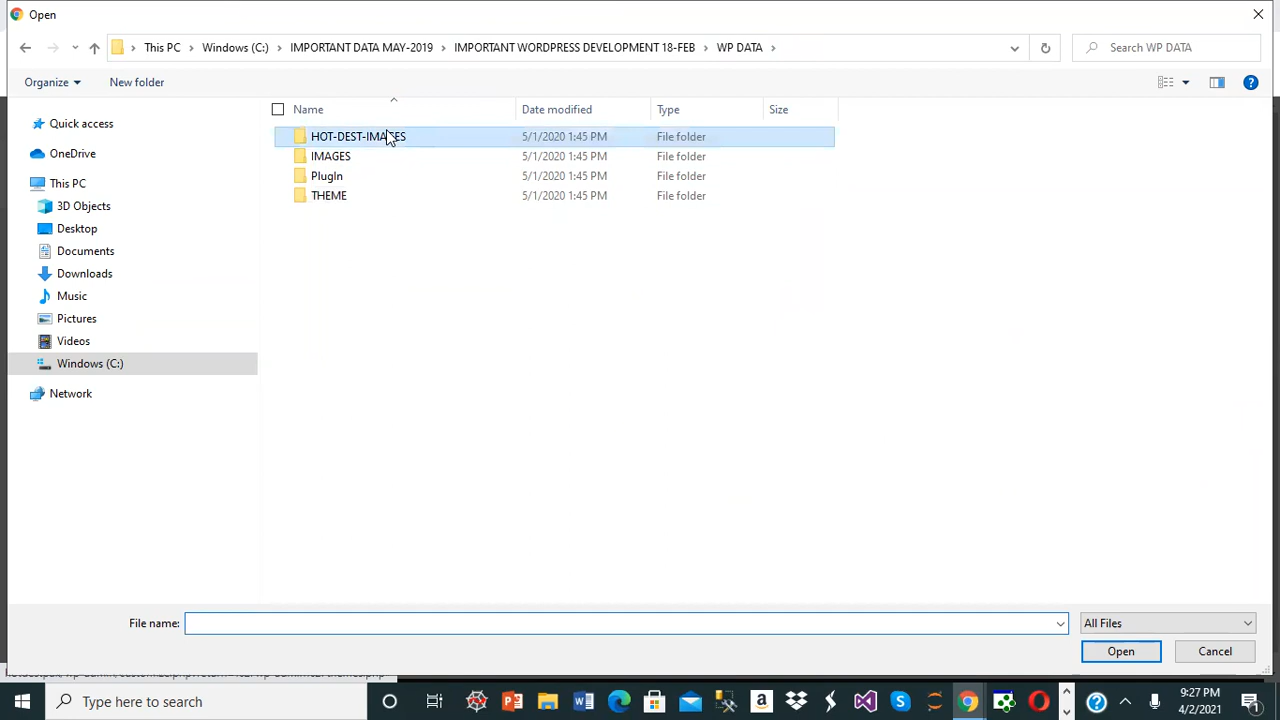 Open
This PC > Windows (C:) > IMPORTANT DATA MAY-2019 > IMPORTANT WORDPRESS DEVELOPMENT 18-FEB > WP DATA >
Search WP DATA
Organize
New folder
Name Date modified Type Size
Quick access
OneDrive
This PC
3D Objects
Desktop
Documents
Downloads
Music
Pictures
Videos
Windows (C:)
Network
HOT-DEST-IMAGES 5/1/2020 1:45 PM File folder
IMAGES 5/1/2020 1:45 PM File folder
PlugIn 5/1/2020 1:45 PM File folder
THEME 5/1/2020 1:45 PM File folder
File name:
All Files
Open
Cancel
Type here to search
9:27 PM
4/2/2021
1